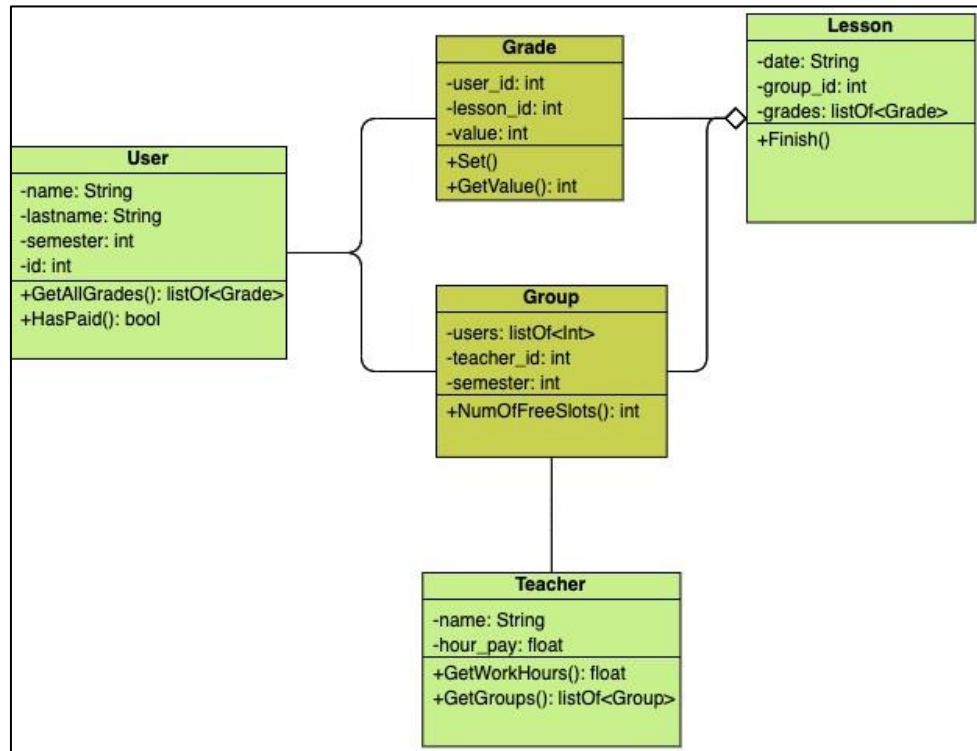 User
-name: String
-lastname: String
-semester: int
-id: int
+GetAllGrades(): listOf<Grade>
+HasPaid(): bool
Grade
-user_id: int
-lesson_id: int
-value: int
+Set()
+GetValue(): int
Lesson
-date: String
-group_id: int
-grades: listOf<Grade>
+Finish()
Group
-users: listOf<Int>
-teacher_id: int
-semester: int
+NumOfFreeSlots(): int
Teacher
-name: String
-hour_pay: float
+GetWorkHours(): float
+GetGroups(): listOf<Group>